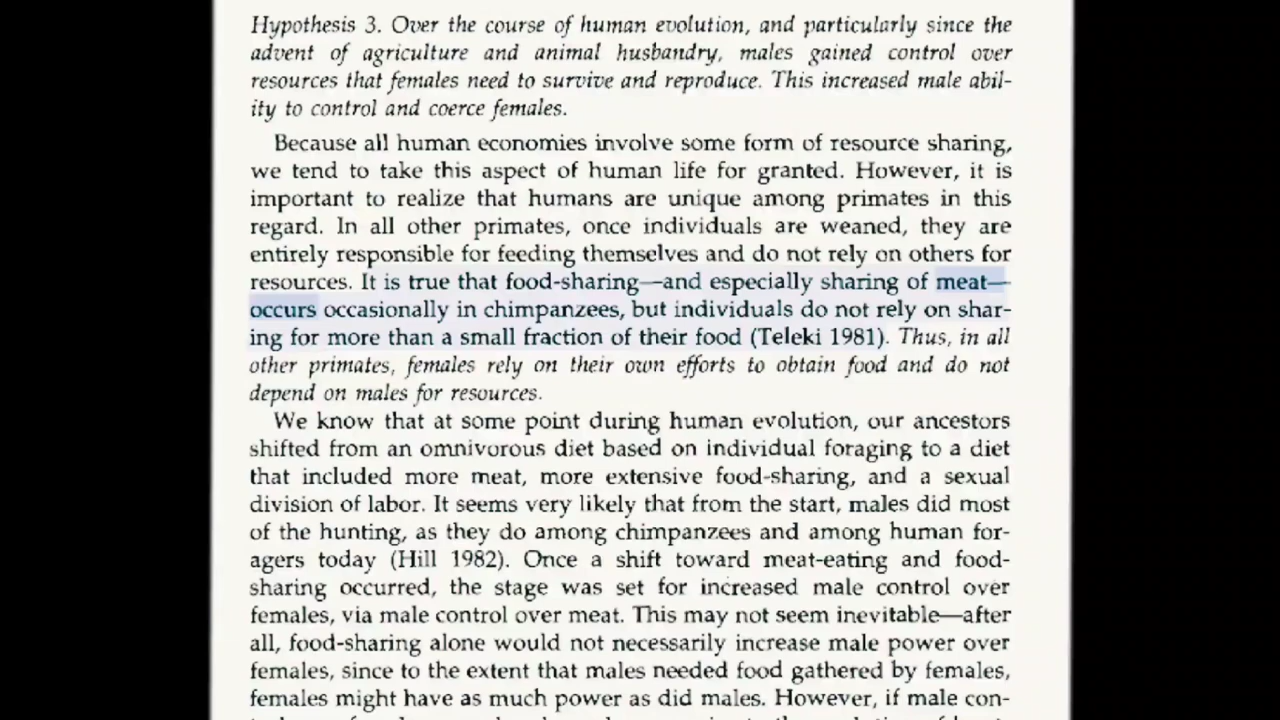 Hypothesis 3. Over the course of human evolution, and particularly since the
advent of agriculture and animal husbandry, males gained control over
resources that females need to survive and reproduce. This increased male abil-
ity to control and coerce females.
Because all human economies involve some form of resource sharing,
we tend to take this aspect of human life for granted. However, it is
important to realize that humans are unique among primates in this
regard. In all other primates, once individuals are weaned, they are
entirely responsible for feeding themselves and do not rely on others for
resources. It is true that food-sharing—and especially sharing of meat—
occurs occasionally in chimpanzees, but individuals do not rely on shar-
ing for more than a small fraction of their food (Teleki 1981). Thus, in all
other primates, females rely on their own efforts to obtain food and do not
depend on males for resources.
We know that at some point during human evolution, our ancestors
shifted from an omnivorous diet based on individual foraging to a diet
that included more meat, more extensive food-sharing, and a sexual
division of labor. It seems very likely that from the start, males did most
of the hunting, as they do among chimpanzees and among human for-
agers today (Hill 1982). Once a shift toward meat-eating and food-
sharing occurred, the stage was set for increased male control over
females, via male control over meat. This may not seem inevitable—after
all, food-sharing alone would not necessarily increase male power over
females, since to the extent that males needed food gathered by females,
females might have as much power as did males. However, if male con-